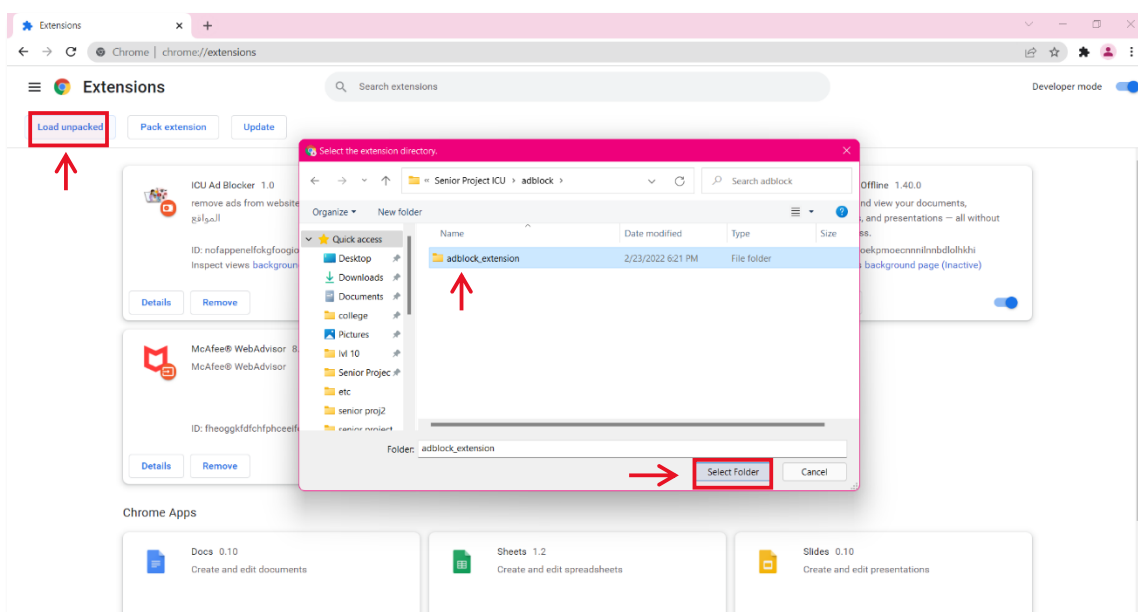 Extensions
Chrome | chrome://extensions
Extensions
Search extensions
Developer mode
Load unpacked
Pack extension
Update
Select the extension directory.
« Senior Project ICU › adblock ›
Search adblock
Organize
New folder
Quick access
Desktop
Downloads
Documents
college
Pictures
lvl 10
Senior Projec
etc
senior proj2
senior project
Name
Date modified
Type
Size
adblock_extension
2/23/2022 6:21 PM
File folder
Folder:
adblock_extension
Select Folder
Cancel
ICU Ad Blocker 1.0
remove ads from website
المواقع
ID: nofappenelfokgfoogio
Inspect views backgroun
Details
Remove
Offline 1.40.0
nd view your documents,
, and presentations — all without
ss.
background page (Inactive)
McAfee® WebAdvisor 8.
McAfee® WebAdvisor
Details
Remove
Chrome Apps
Docs 0.10
Create and edit documents
Sheets 1.2
Create and edit spreadsheets
Slides 0.10
Create and edit presentations